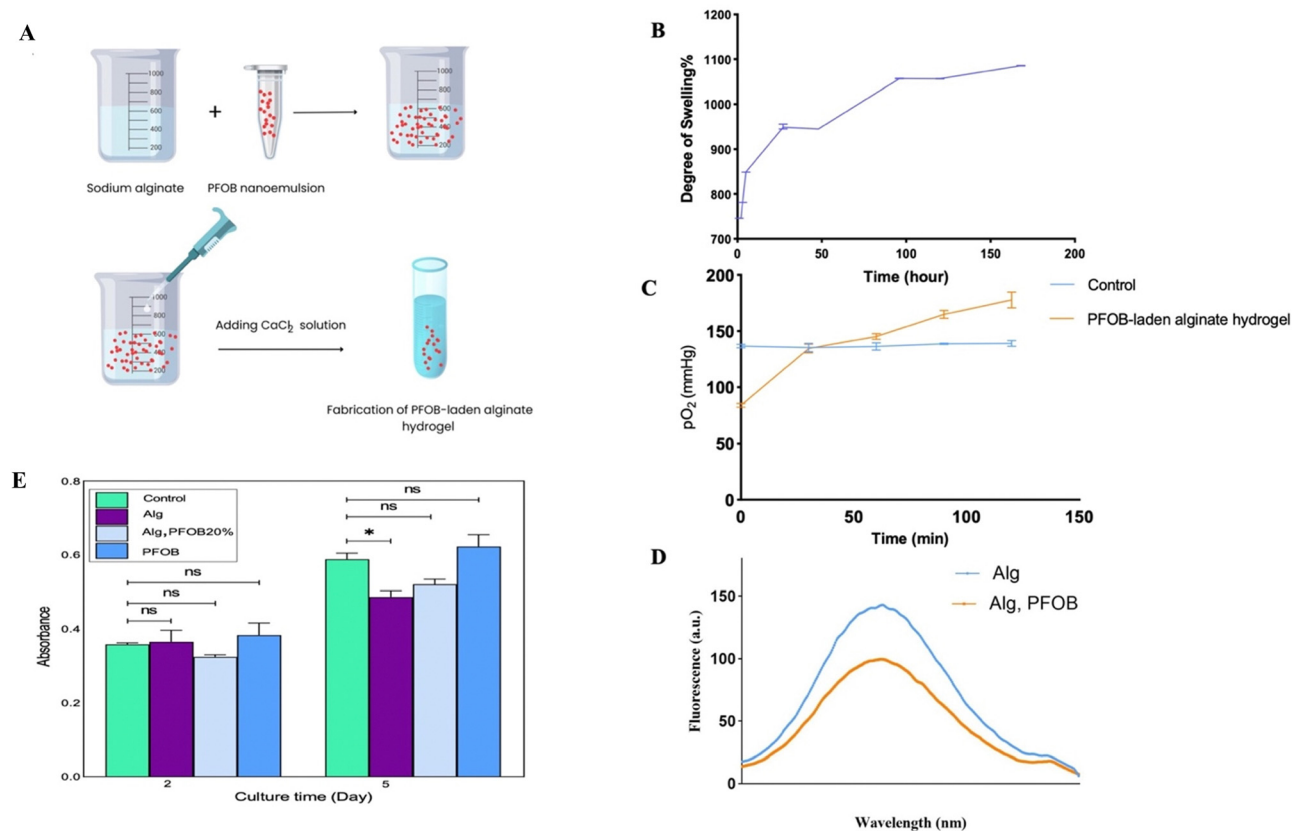 A
1000
800
600
400
200
+
1000
800
600
400
200
Sodium alginate
PFOB nanoemulsion
1000
800
600
400
200
Adding CaCl₂ solution
Fabrication of PFOB-laden alginate
hydrogel
B
1200
1100
1000
900
800
700
Degree of Swelling%
0
50
100
150
200
Time (hour)
C
200
150
100
50
0
pO₂ (mmHg)
0
50
100
150
Time (min)
Control
PFOB-laden alginate hydrogel
D
150
100
50
0
Fluorescence (a.u.)
Wavelength (nm)
Alg
Alg, PFOB
E
0.8
0.6
0.4
0.2
0.0
Absorbance
Control
Alg
Alg,PFOB20%
PFOB
ns
ns
ns
ns
ns
*
2
5
Culture time (Day)